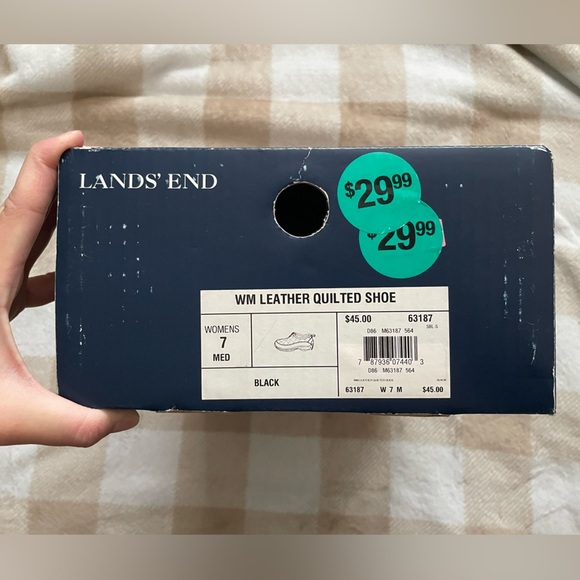 LANDS' END
$29.99
$29.99
WM LEATHER QUILTED SHOE
WOMENS
7
MED
BLACK
$45.00 63187
D86 M63187 564
7 87936 07440 3
D86 M63187 564
63187 W 7 M $45.00